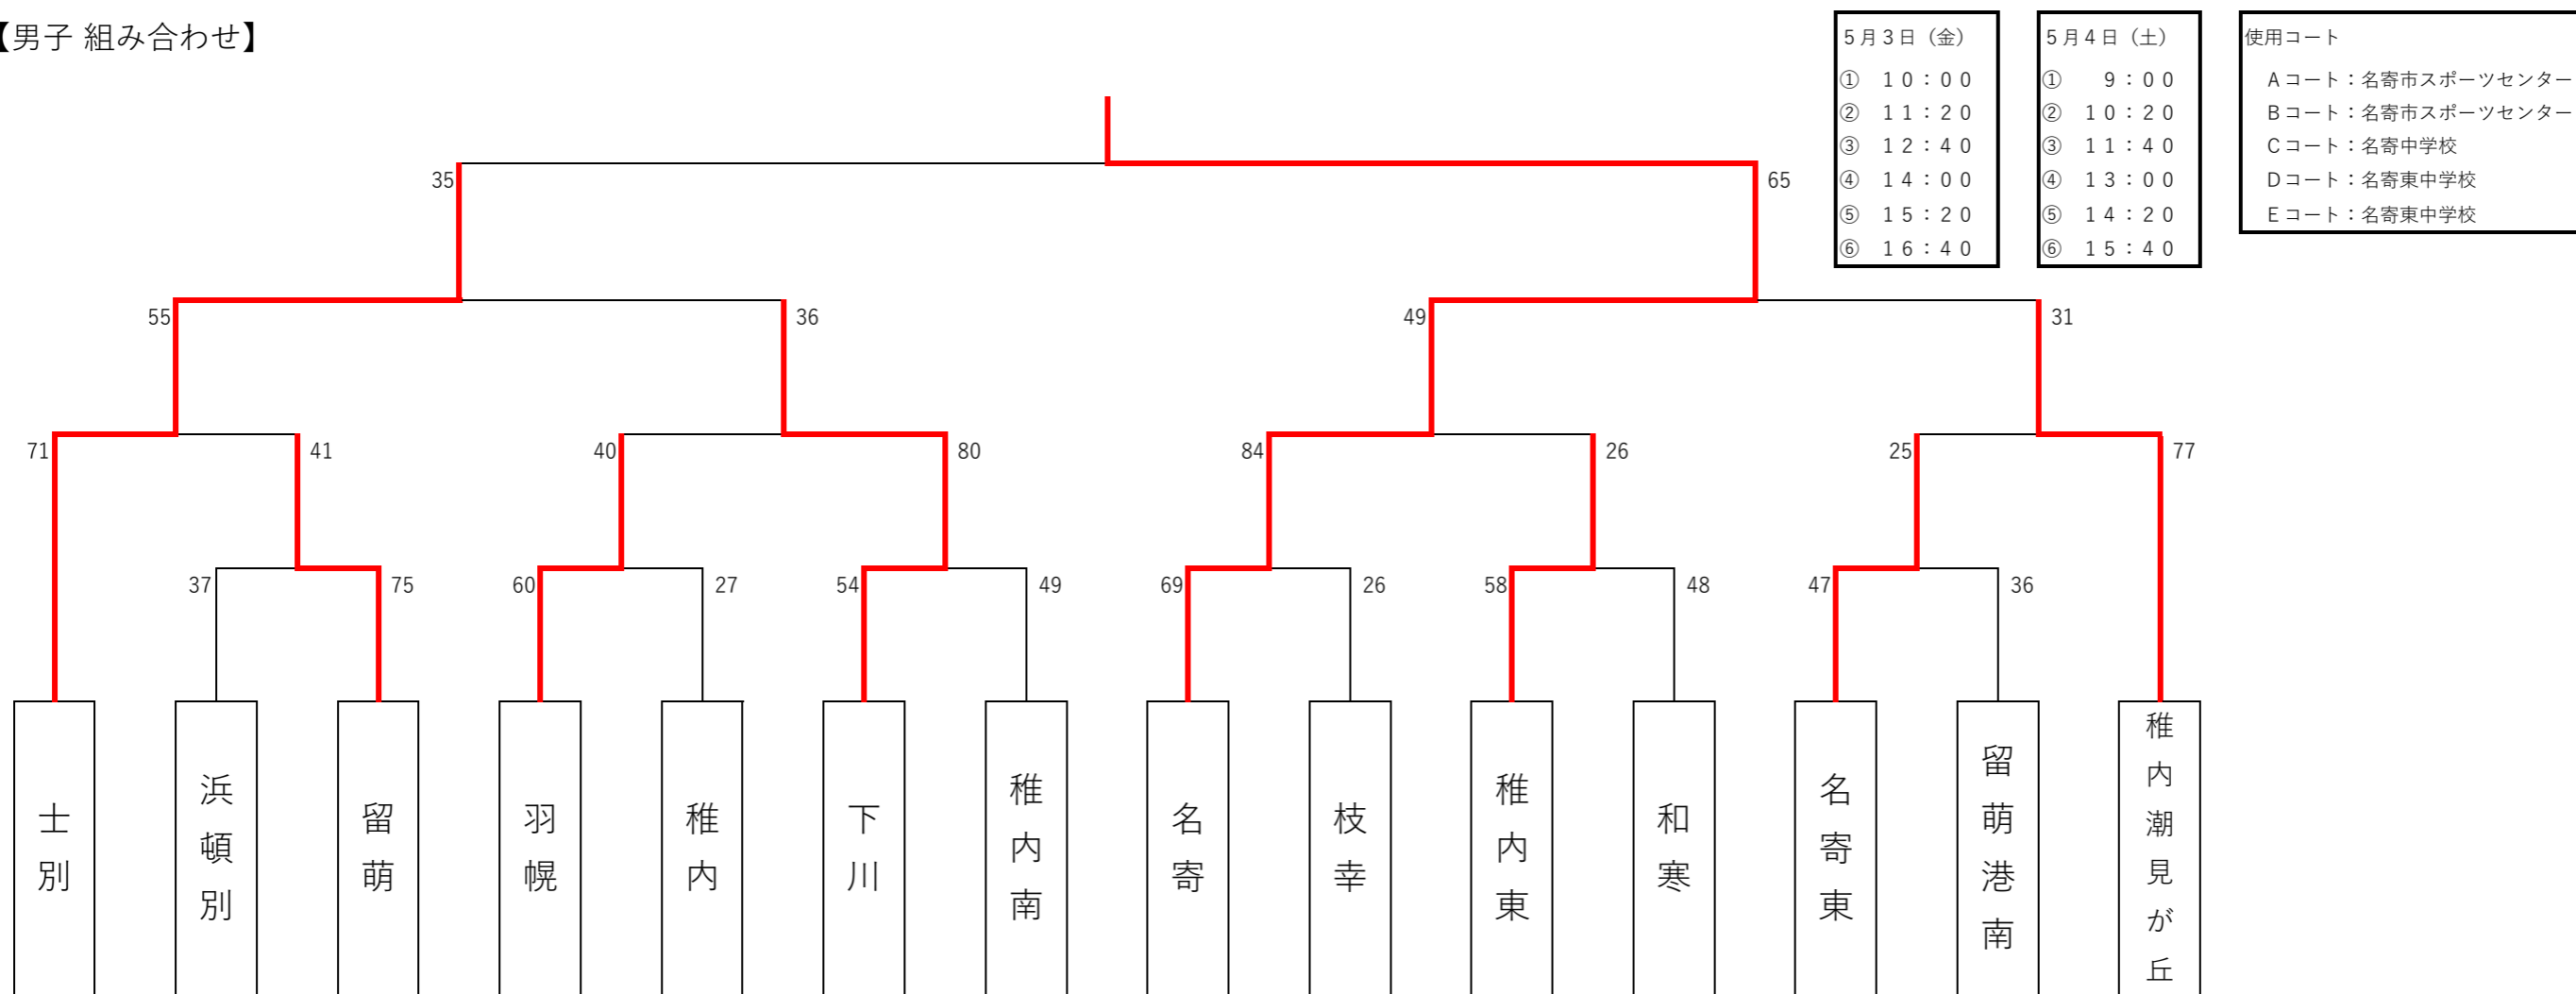 【男子 組み合わせ】
5月3日（金）
① 10：00
② 11：20
③ 12：40
④ 14：00
⑤ 15：20
⑥ 16：40
5月4日（土）
① 9：00
② 10：20
③ 11：40
④ 13：00
⑤ 14：20
⑥ 15：40
使用コート
Aコート：名寄市スポーツセンター
Bコート：名寄市スポーツセンター
Cコート：名寄中学校
Dコート：名寄東中学校
Eコート：名寄東中学校
35 65
55 36 49 31
71 41 40 80 84 26 25 77
37 75 60 27 54 49 69 26 58 48 47 36
士別
浜頓別
留萌
羽幌
稚内
下川
稚内南
名寄
枝幸
稚内東
和寒
名寄東
留萌港南
稚内潮見が丘